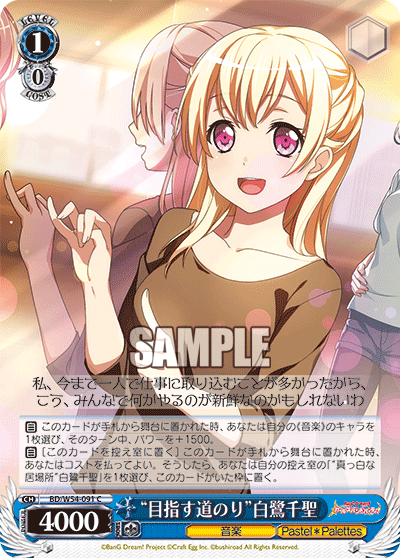 LEVEL
1
0
COST
SAMPLE
私、今まで一人で仕事に取り込むことが多かったから、
こう、みんなで何かやるのが新鮮なのかもしれないわ
このカードが手札から舞台に置かれた時、あなたは自分の《音楽》のキャラを
1枚選び、そのターン中、パワーを+1500。
[このカードを控え室に置く] このカードが手札から舞台に置かれた時、あ
なたはコストを払ってよい。そうしたら、あなたは自分の控え室の「“真っ白な
居場所”白鷺千聖」を1枚選び、このカードがいた枠に置く。
CH
BD/W54-091 C
4000
“目指す道のり”白鷺千聖
音楽
Pastel*Palettes
©BanG Dream! Project ©Craft Egg Inc. ©bushiroad All Rights Reserved.